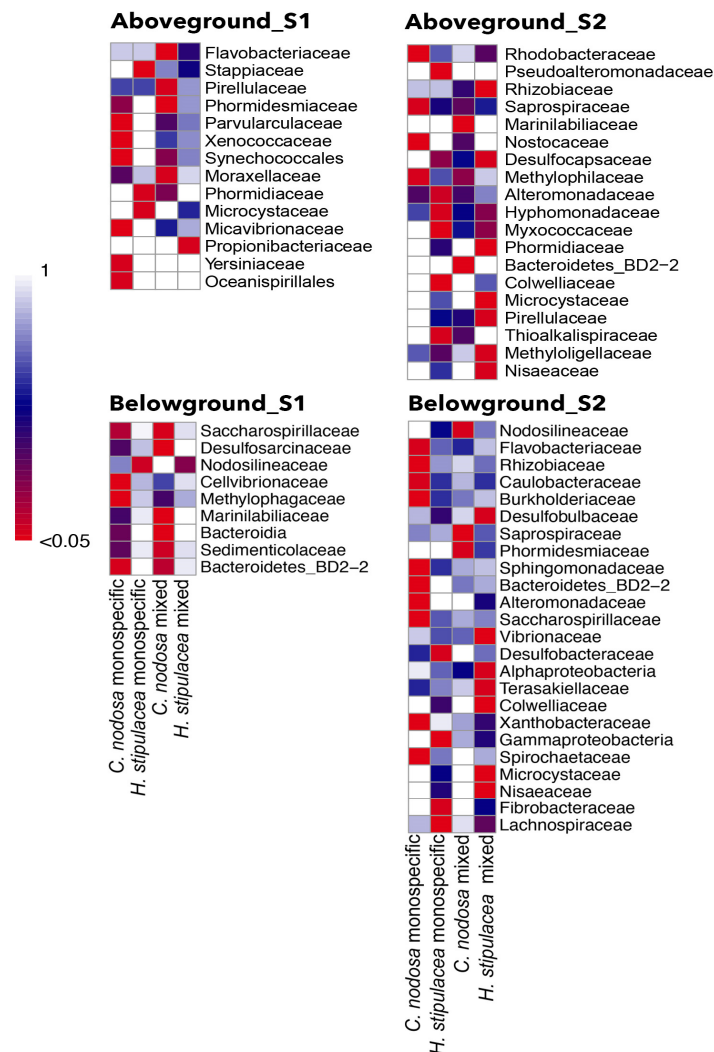 Aboveground_S1
Flavobacteriaceae
Stappiaceae
Pirellulaceae
Phormidesmiaceae
Parvularculaceae
Xenococcaceae
Synechococcales
Moraxellaceae
Phormidiaceae
Microcystaceae
Micavibrionaceae
Propionibacteriaceae
Yersiniaceae
Oceanispirillales
Aboveground_S2
Rhodobacteraceae
Pseudoalteromonadaceae
Rhizobiaceae
Saprospiraceae
Marinilabiliaceae
Nostocaceae
Desulfocapsaceae
Methylophilaceae
Alteromonadaceae
Hyphomonadaceae
Myxococcaceae
Phormidiaceae
Bacteroidetes_BD2−2
Colwelliaceae
Microcystaceae
Pirellulaceae
Thioalkalispiraceae
Methyloligellaceae
Nisaeaceae
1
<0.05
Belowground_S1
Saccharospirillaceae
Desulfosarcinaceae
Nodosilineaceae
Cellvibrionaceae
Methylophagaceae
Marinilabiliaceae
Bacteroidia
Sedimenticolaceae
Bacteroidetes_BD2−2
C. nodosa monospecific
H. stipulacea monospecific
C. nodosa mixed
H. stipulacea mixed
Belowground_S2
Nodosilineaceae
Flavobacteriaceae
Rhizobiaceae
Caulobacteraceae
Burkholderiaceae
Desulfobulbaceae
Saprospiraceae
Phormidesmiaceae
Sphingomonadaceae
Bacteroidetes_BD2−2
Alteromonadaceae
Saccharospirillaceae
Vibrionaceae
Desulfobacteraceae
Alphaproteobacteria
Terasakiellaceae
Colwelliaceae
Xanthobacteraceae
Gammaproteobacteria
Spirochaetaceae
Microcystaceae
Nisaeaceae
Fibrobacteraceae
Lachnospiraceae
C. nodosa monospecific
H. stipulacea monospecific
C. nodosa mixed
H. stipulacea mixed